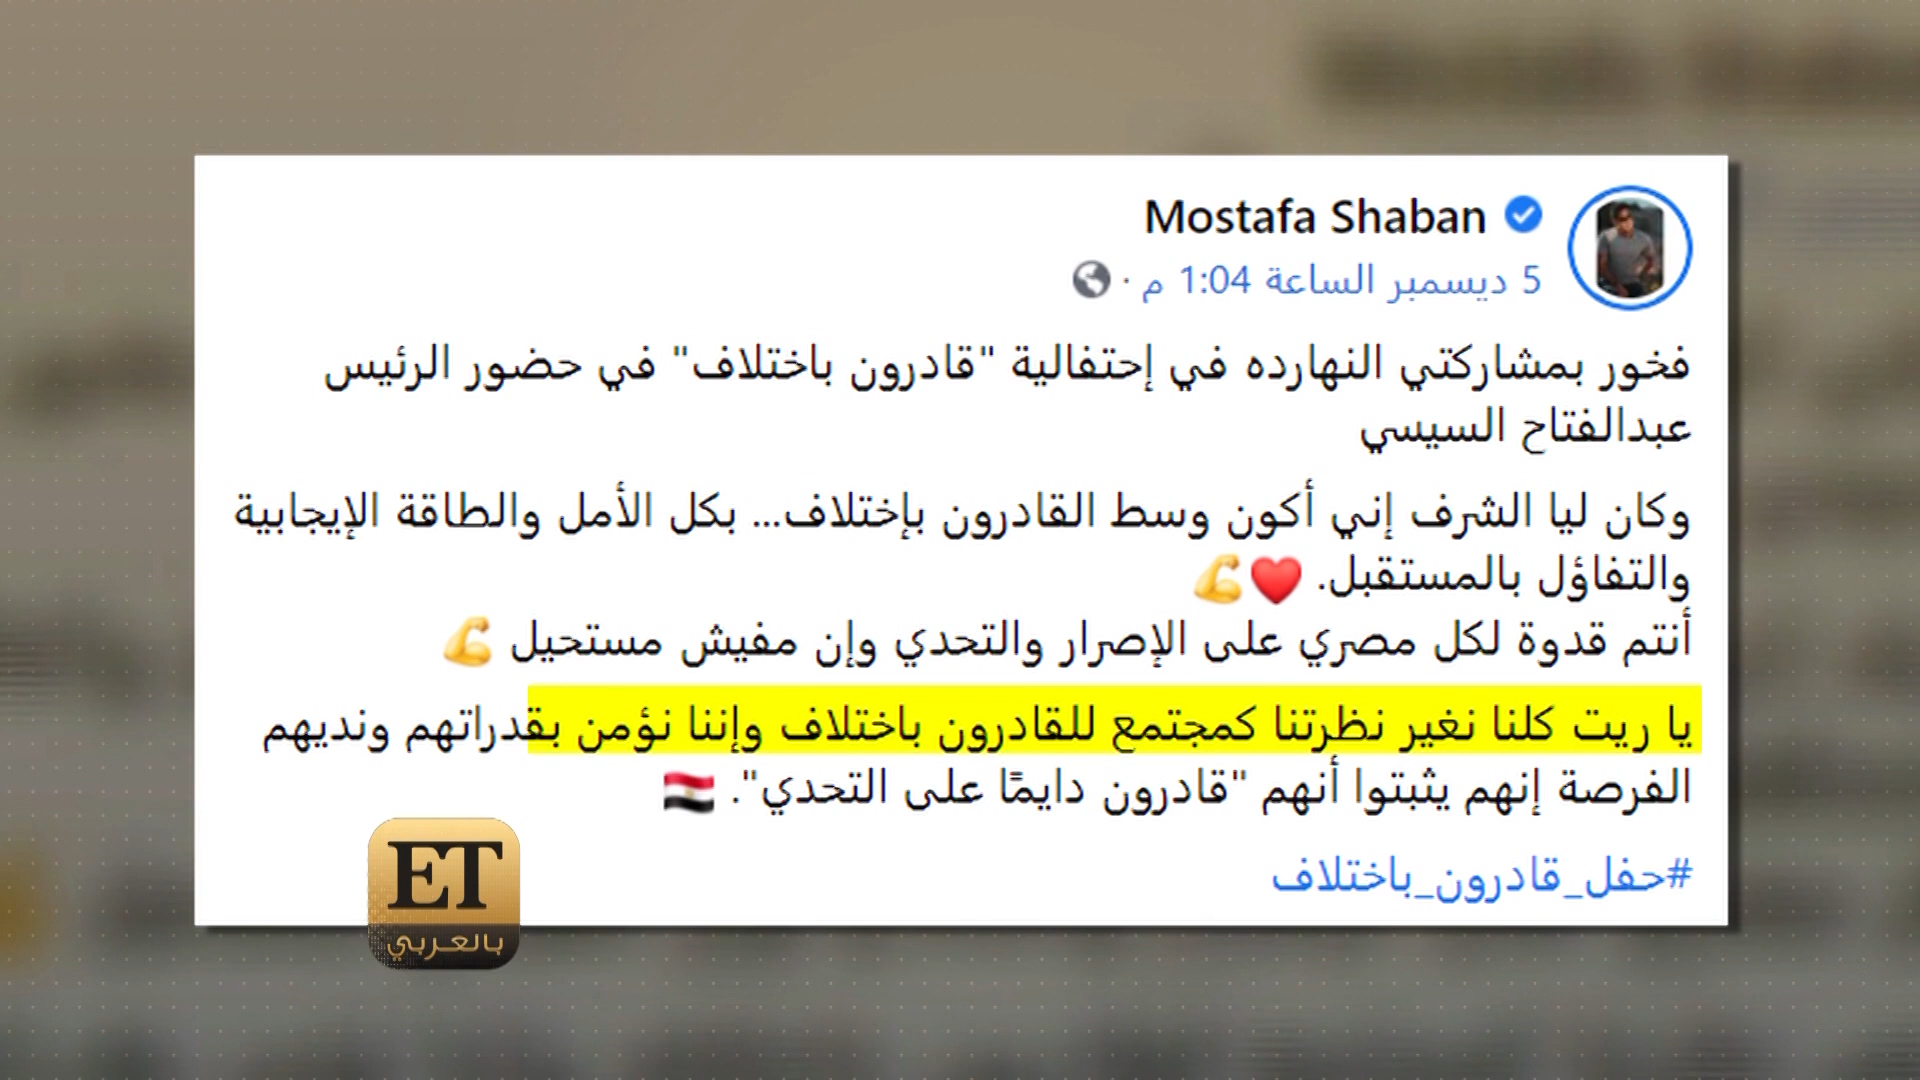 Mostafa Shaban
5 ديسمبر الساعة 1:04 م ·
فخور بمشاركتي النهارده في إحتفالية "قادرون باختلاف" في حضور الرئيس
عبدالفتاح السيسي
وكان ليا الشرف إني أكون وسط القادرون بإختلاف... بكل الأمل والطاقة الإيجابية
والتفاؤل بالمستقبل. ❤️💪
أنتم قدوة لكل مصري على الإصرار والتحدي وإن مفيش مستحيل 💪
يا ريت كلنا نغير نظرتنا كمجتمع للقادرون باختلاف وإننا نؤمن بقدراتهم ونديهم
الفرصة إنهم يثبتوا أنهم "قادرون دايمًا على التحدي". 🇪🇬
#حفل_قادرون_باختلاف
ET
بالعربي